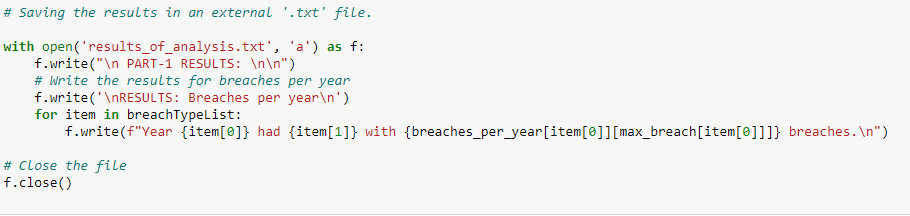 # Saving the results in an external '.txt' file.
with open('results_of_analysis.txt', 'a') as f:
    f.write("\n PART-1 RESULTS: \n\n")
    # Write the results for breaches per year
    f.write('\nRESULTS: Breaches per year\n')
    for item in breachTypeList:
        f.write(f"Year {item[0]} had {item[1]} with {breaches_per_year[item[0]][max_breach[item[0]]]} breaches.\n")
# Close the file
f.close()